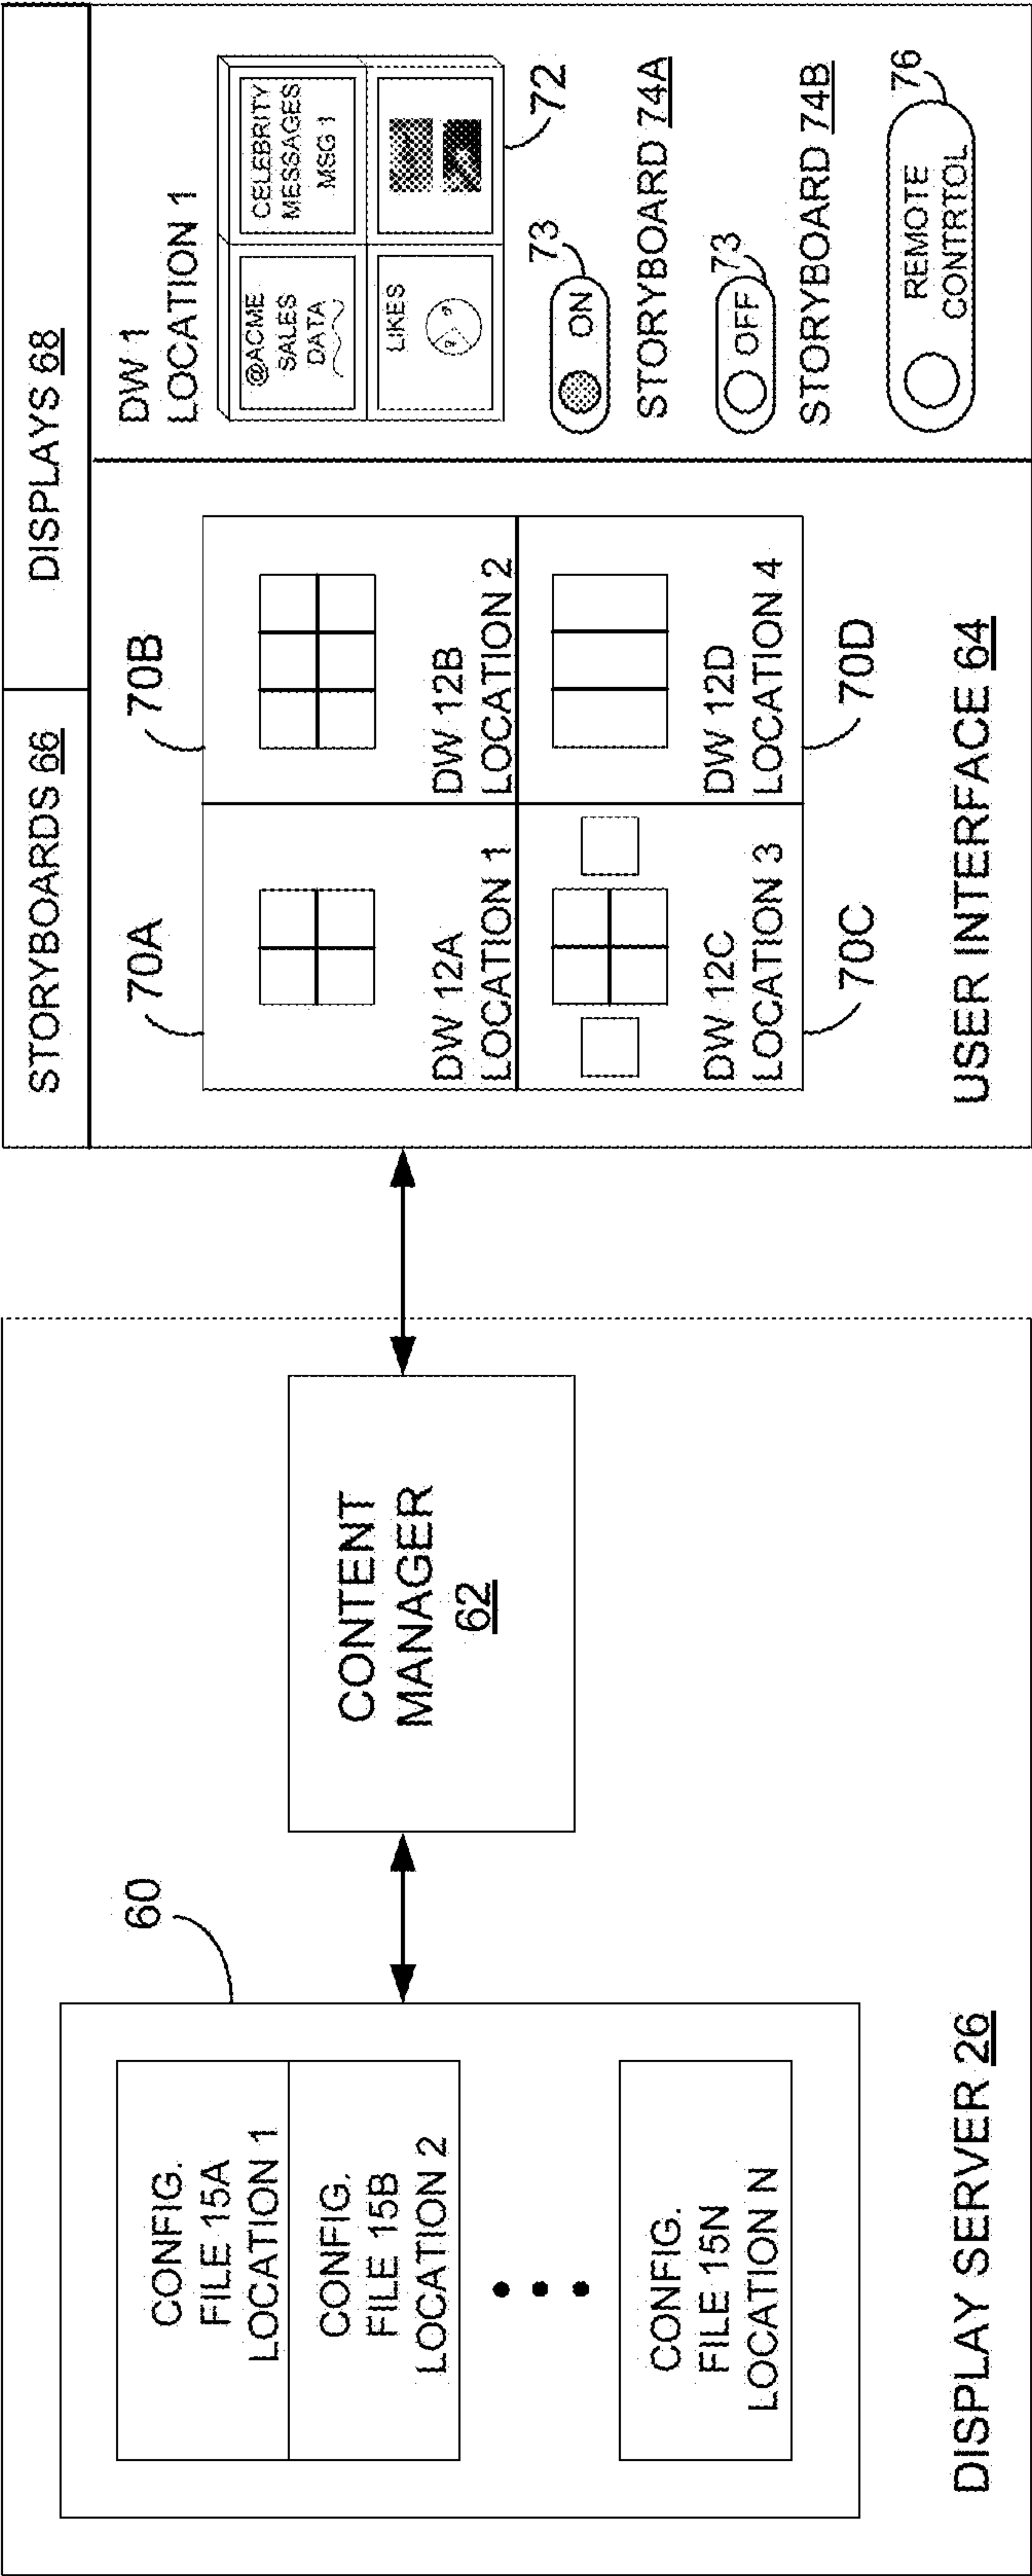 60
CONFIG.
FILE 15A
LOCATION 1
CONFIG.
FILE 15B
LOCATION 2
CONFIG.
FILE 15N
LOCATION N
DISPLAY SERVER 26
CONTENT
MANAGER
62
STORYBOARDS 66
DISPLAYS 68
70A
70B
DW 12A
LOCATION 1
DW 12B
LOCATION 2
DW 12C
LOCATION 3
DW 12D
LOCATION 4
70C
70D
USER INTERFACE 64
DW 1
LOCATION 1
@ACME
SALES
DATA
CELEBRITY
MESSAGES
MSG 1
LIKES
72
ON
73
STORYBOARD 74A
OFF
73
STORYBOARD 74B
REMOTE
CONTRTOL
76